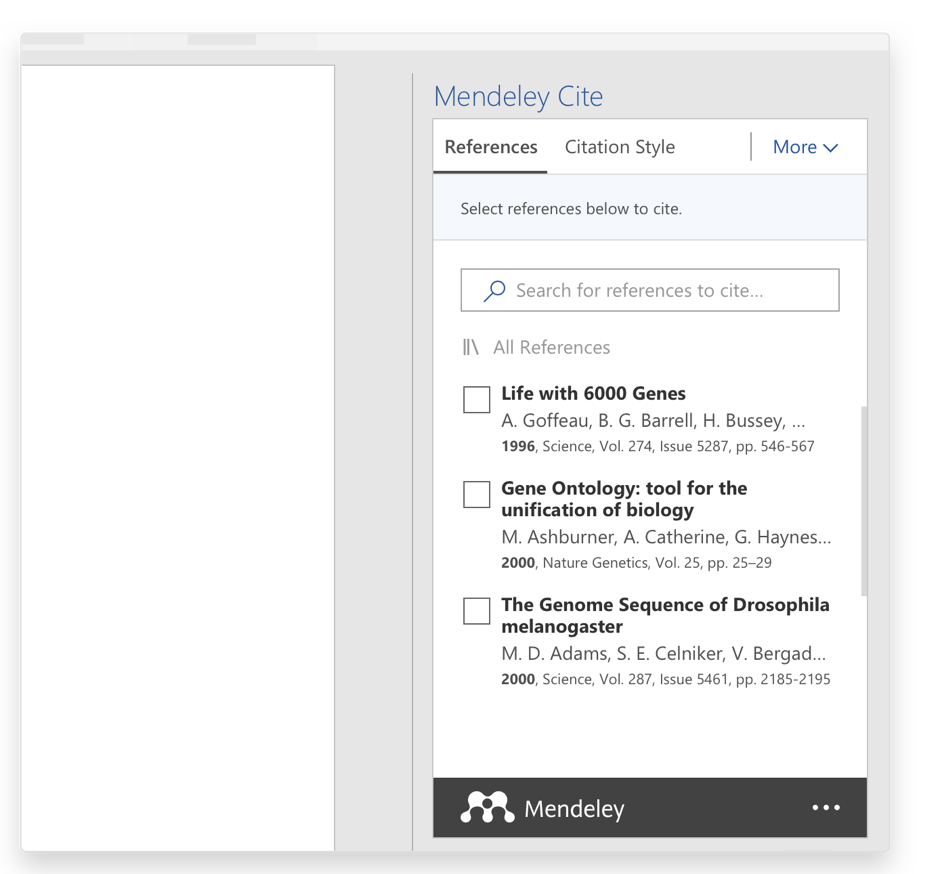 Mendeley Cite
References Citation Style More
Select references below to cite.
Search for references to cite...
All References
Life with 6000 Genes
A. Goffeau, B. G. Barrell, H. Bussey, ...
1996, Science, Vol. 274, Issue 5287, pp. 546-567
Gene Ontology: tool for the
unification of biology
M. Ashburner, A. Catherine, G. Haynes...
2000, Nature Genetics, Vol. 25, pp. 25–29
The Genome Sequence of Drosophila
melanogaster
M. D. Adams, S. E. Celniker, V. Bergad...
2000, Science, Vol. 287, Issue 5461, pp. 2185-2195
Mendeley